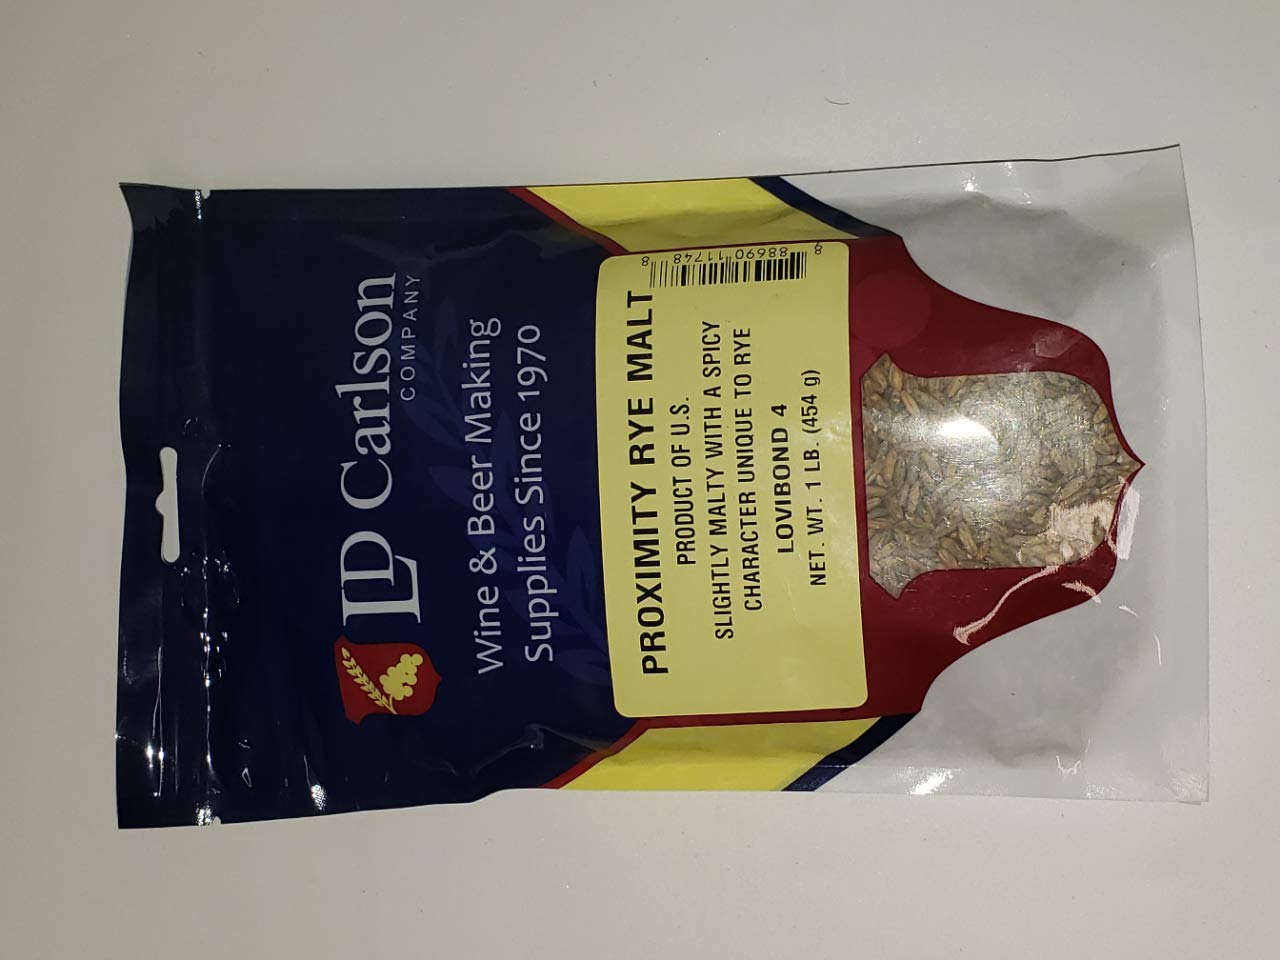 LD Carlson
COMPANY
Wine & Beer Making
Supplies Since 1970
PROXIMITY RYE MALT
PRODUCT OF U.S.
SLIGHTLY MALTY WITH A SPICY
CHARACTER UNIQUE TO RYE
LOVIBOND 4
NET. WT. 1 LB. (454 g)
8 88690 11748 8